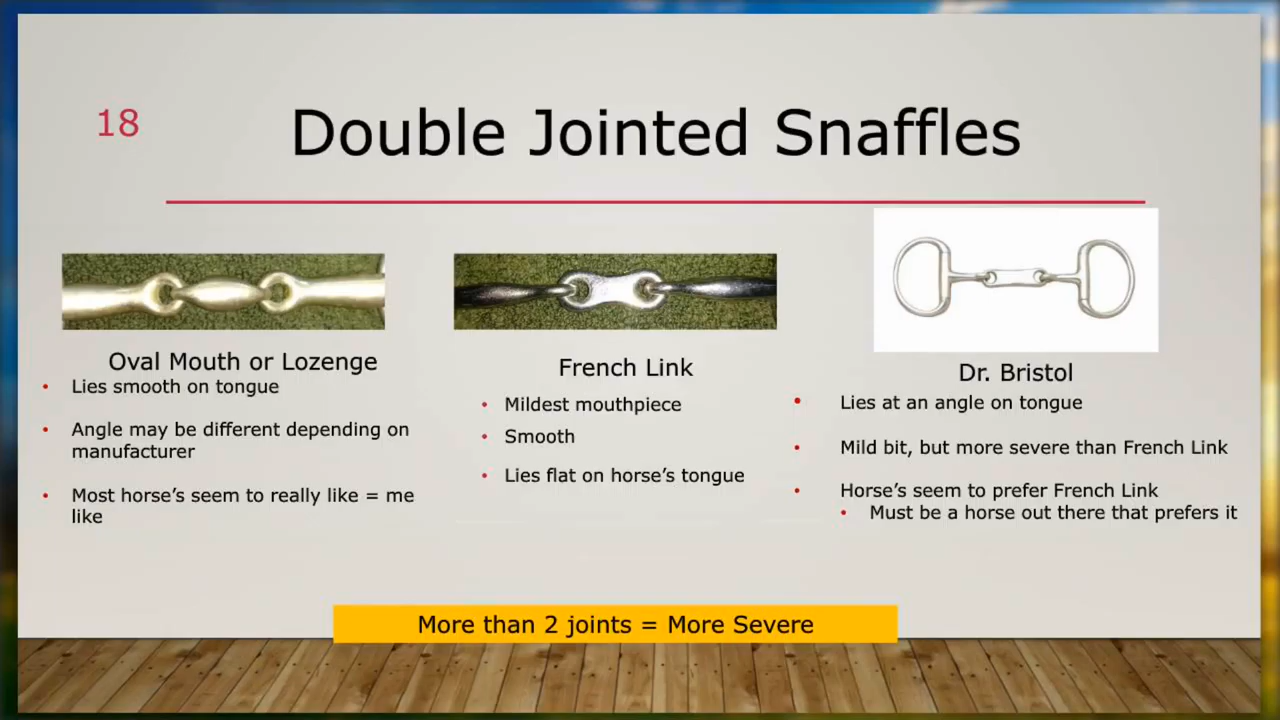 18
Double Jointed Snaffles
Oval Mouth or Lozenge
• Lies smooth on tongue
• Angle may be different depending on
manufacturer
• Most horse's seem to really like = me
like
French Link
• Mildest mouthpiece
• Smooth
• Lies flat on horse's tongue
Dr. Bristol
• Lies at an angle on tongue
• Mild bit, but more severe than French Link
• Horse's seem to prefer French Link
• Must be a horse out there that prefers it
More than 2 joints = More Severe